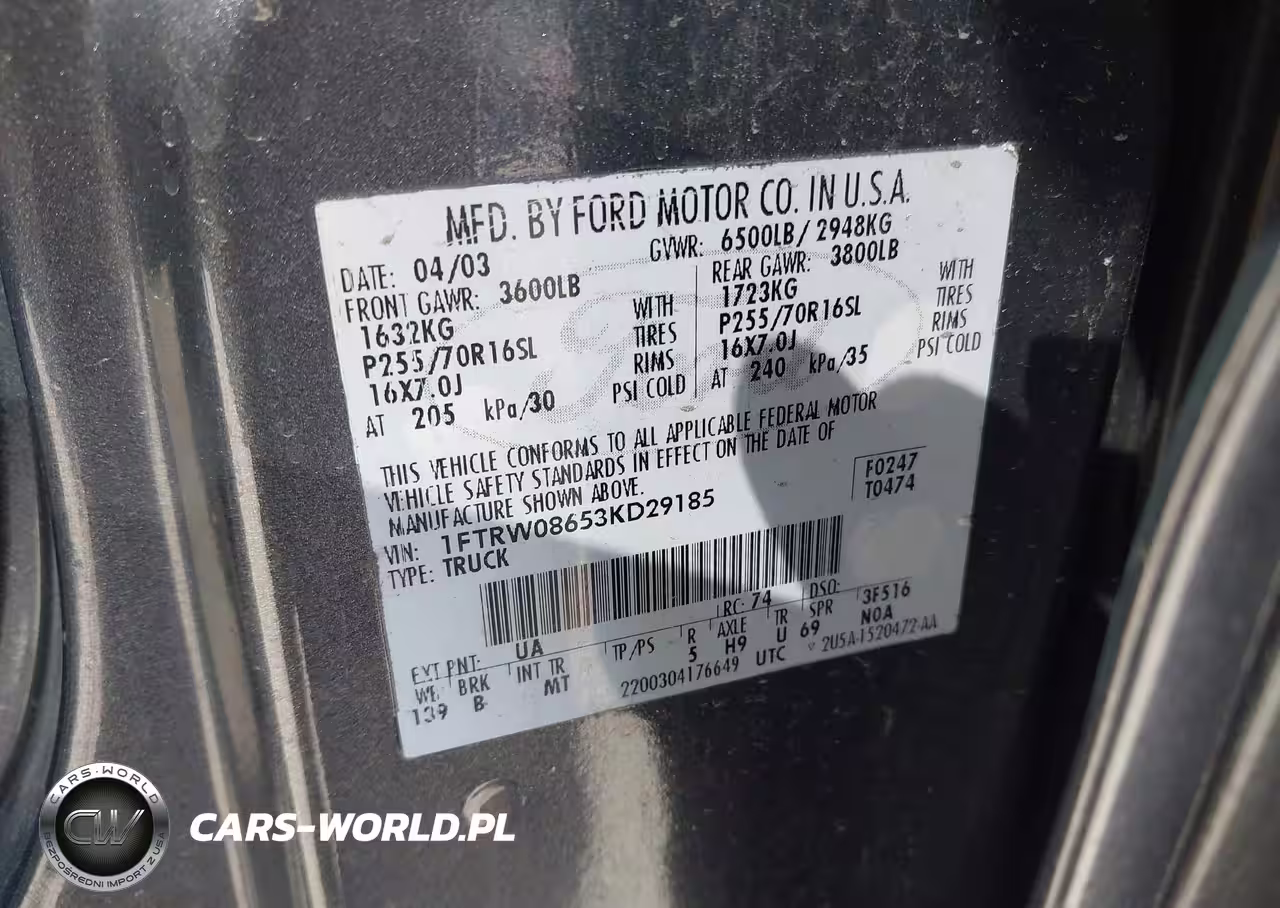 MFD. BY FORD MOTOR CO. IN U.S.A.
DATE: 04/03 GVWR: 6500LB/ 2948KG
FRONT GAWR: 3600LB REAR GAWR: 3800LB
1632KG WITH 1723KG WITH
P255/70R16SL TIRES P255/70R16SL TIRES
16X7.0J RIMS 16X7.0J RIMS
AT 205 kPa/30 PSI COLD AT 240 kPa/35 PSI COLD
THIS VEHICLE CONFORMS TO ALL APPLICABLE FEDERAL MOTOR
VEHICLE SAFETY STANDARDS IN EFFECT ON THE DATE OF
MANUFACTURE SHOWN ABOVE.
F0247
T0474
VIN: 1FTRW08653KD29185
TYPE: TRUCK
EXT PNT: UA RC: 74 DSO: 3F516
WB BRK INT TR TP/PS R AXLE TR SPR N0A
139 B MT 5 H9 U 69
2200304176649 UTC 2U5A-1520472-AA
CARS-WORLD
CW
BEZPOŚREDNI IMPORT Z USA
CARS-WORLD.PL